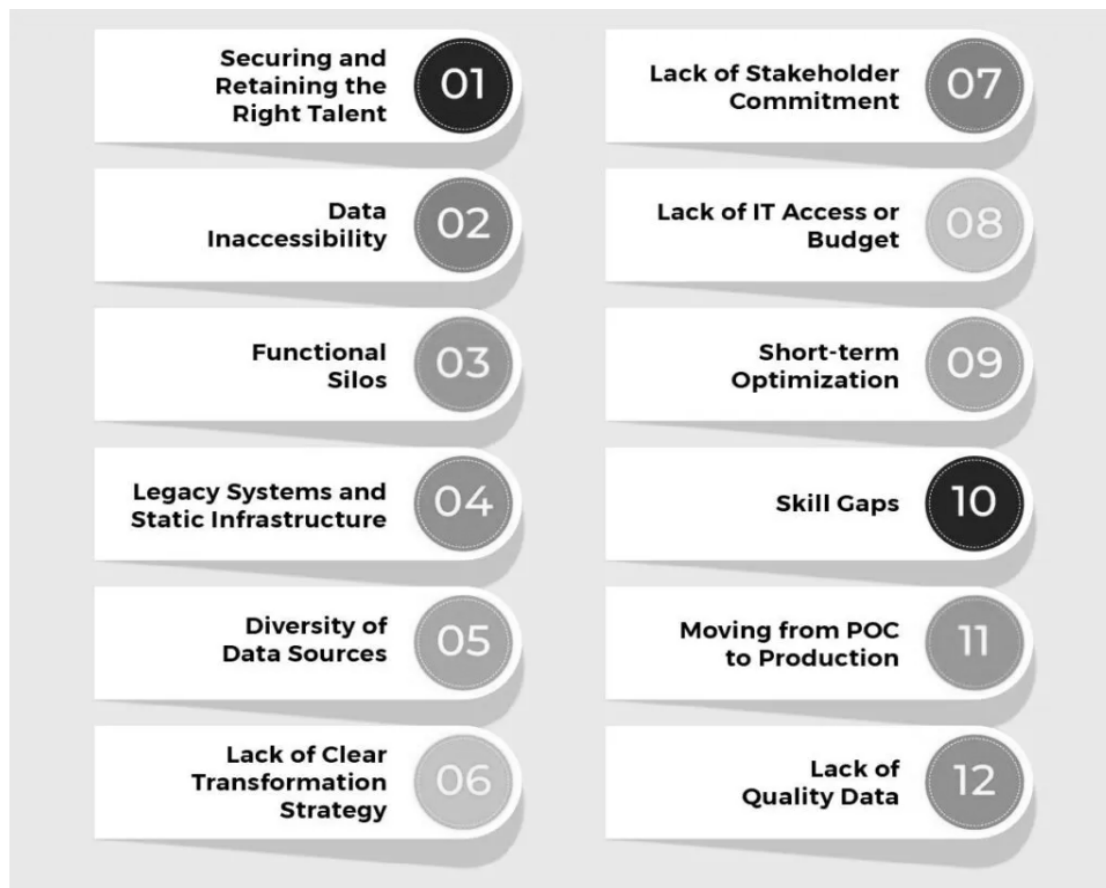 Securing and
Retaining the
Right Talent
01
Data
Inaccessibility
02
Functional
Silos
03
Legacy Systems and
Static Infrastructure
04
Diversity of
Data Sources
05
Lack of Clear
Transformation
Strategy
06
Lack of Stakeholder
Commitment
07
Lack of IT Access or
Budget
08
Short-term
Optimization
09
Skill Gaps
10
Moving from POC
to Production
11
Lack of
Quality Data
12